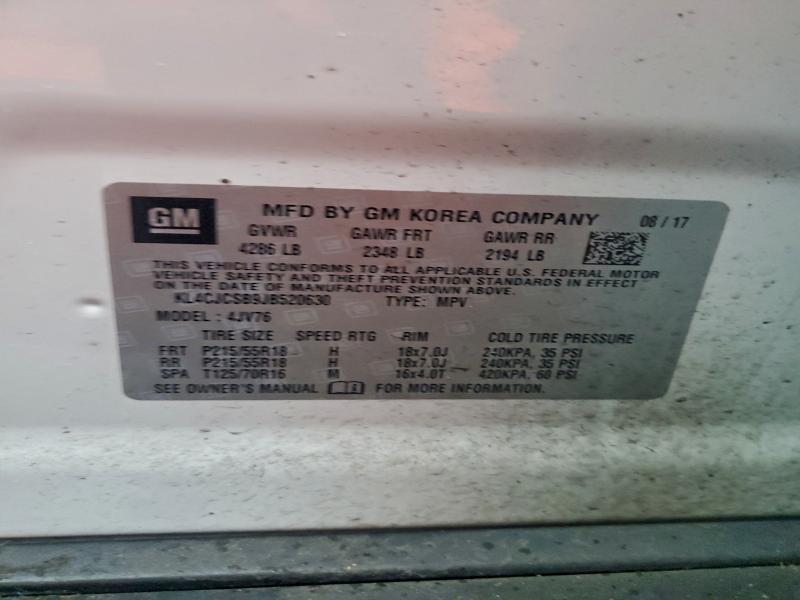 GM MFD BY GM KOREA COMPANY 08 / 17
GVWR GAWR FRT GAWR RR
4286 LB 2348 LB 2194 LB
THIS VEHICLE CONFORMS TO ALL APPLICABLE U.S. FEDERAL MOTOR
VEHICLE SAFETY AND THEFT PREVENTION STANDARDS IN EFFECT
ON THE DATE OF MANUFACTURE SHOWN ABOVE.
KL4CJCSB9JB520630 TYPE: MPV
MODEL : 4JV76
TIRE SIZE SPEED RTG RIM COLD TIRE PRESSURE
FRT P215/55R18 H 18x7.0J 240KPA, 35 PSI
RR P215/55R18 H 18x7.0J 240KPA, 35 PSI
SPA T125/70R16 M 16x4.0T 420KPA, 60 PSI
SEE OWNER'S MANUAL FOR MORE INFORMATION.